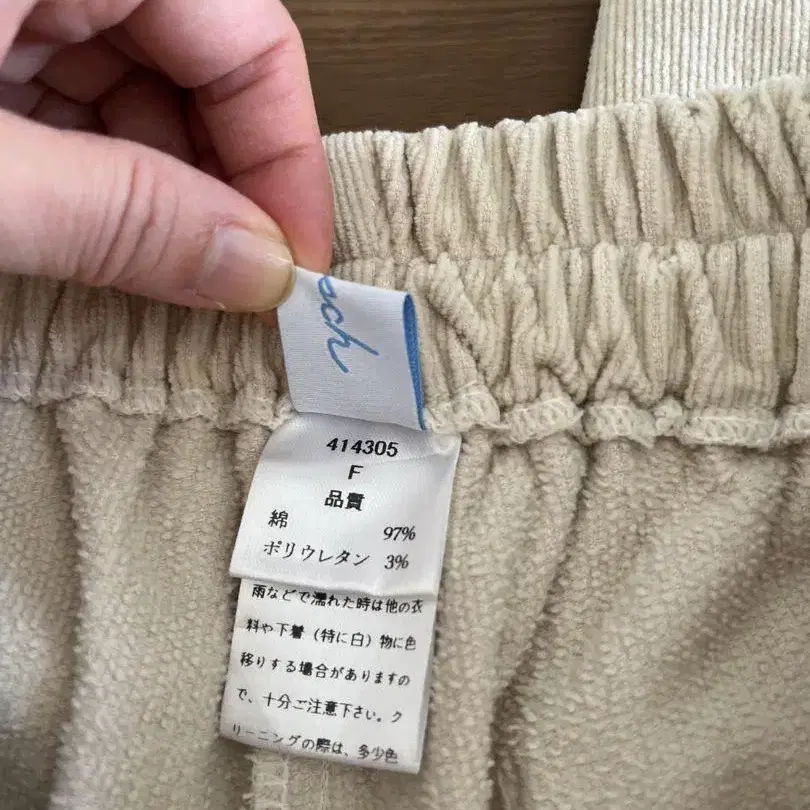 sch
414305
F
品質
綿 97%
ポリウレタン 3%
雨などで濡れた時は他の衣
料や下着（特に白）物に色
移りする場合がありますの
で、十分ご注意下さい。ク
リーニングの際は、多少色